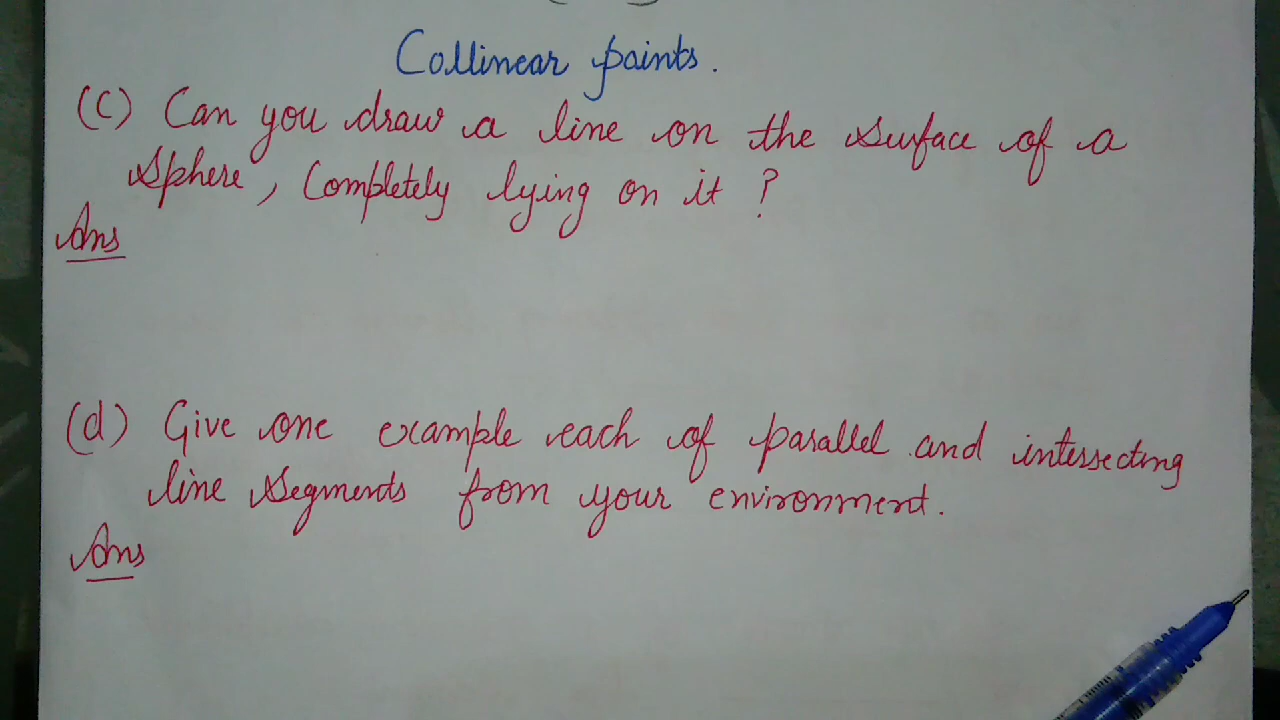 Collinear points.
(C) Can you draw a line on the surface of a
Sphere, Completely lying on it ?
Ans
(d) Give one example each of parallel and intersecting
line segments from your environment.
Ans